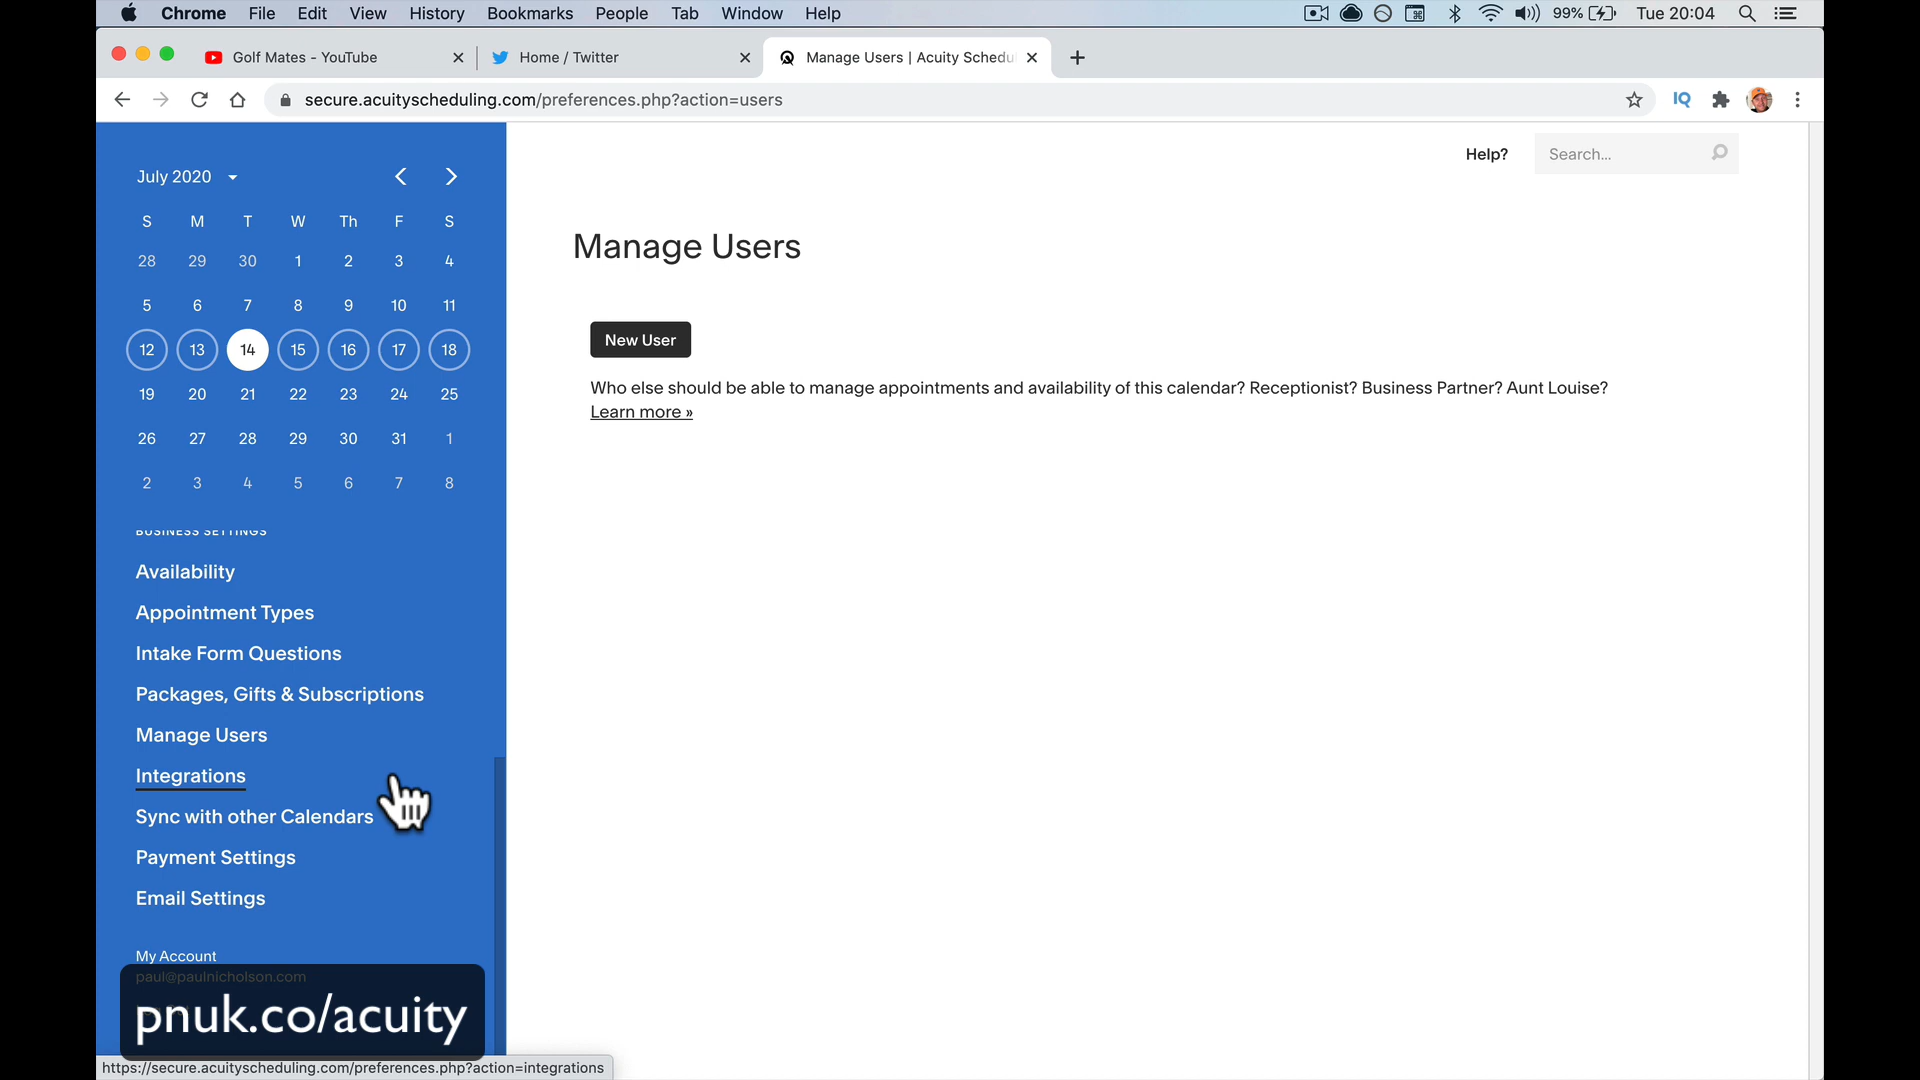 Chrome File Edit View History Bookmarks People Tab Window Help 99% Tue 20:04
Golf Mates - YouTube Home / Twitter Manage Users | Acuity Schedu
secure.acuityscheduling.com/preferences.php?action=users IQ
Help? Search...
July 2020
S M T W Th F S
28 29 30 1 2 3 4
5 6 7 8 9 10 11
12 13 14 15 16 17 18
19 20 21 22 23 24 25
26 27 28 29 30 31 1
2 3 4 5 6 7 8
BUSINESS SETTINGS
Availability
Appointment Types
Intake Form Questions
Packages, Gifts & Subscriptions
Manage Users
Integrations
Sync with other Calendars
Payment Settings
Email Settings
My Account
paul@paulnicholson.com
pnuk.co/acuity
https://secure.acuityscheduling.com/preferences.php?action=integrations
Manage Users
New User
Who else should be able to manage appointments and availability of this calendar? Receptionist? Business Partner? Aunt Louise?
Learn more »